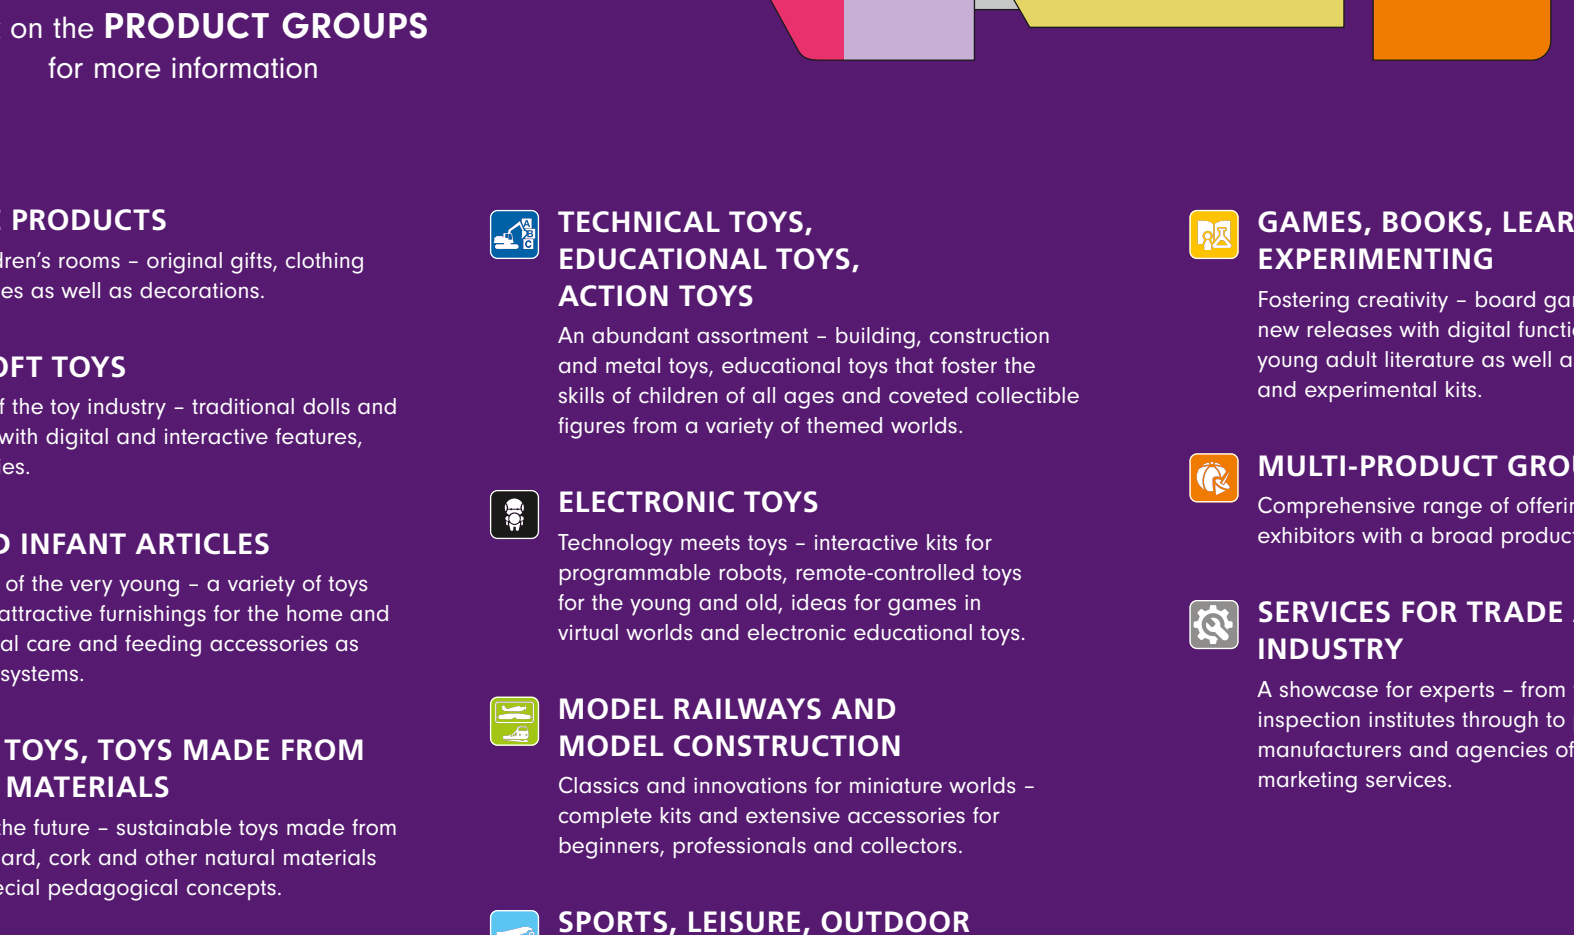 on the PRODUCT GROUPS
for more information
PRODUCTS
dren’s rooms – original gifts, clothing
es as well as decorations.
OFT TOYS
f the toy industry – traditional dolls and
with digital and interactive features,
ies.
D INFANT ARTICLES
of the very young – a variety of toys
attractive furnishings for the home and
al care and feeding accessories as
systems.
TOYS, TOYS MADE FROM
MATERIALS
the future – sustainable toys made from
ard, cork and other natural materials
ecial pedagogical concepts.
A
B
C
TECHNICAL TOYS,
EDUCATIONAL TOYS,
ACTION TOYS
An abundant assortment – building, construction
and metal toys, educational toys that foster the
skills of children of all ages and coveted collectible
figures from a variety of themed worlds.
ELECTRONIC TOYS
Technology meets toys – interactive kits for
programmable robots, remote-controlled toys
for the young and old, ideas for games in
virtual worlds and electronic educational toys.
MODEL RAILWAYS AND
MODEL CONSTRUCTION
Classics and innovations for miniature worlds –
complete kits and extensive accessories for
beginners, professionals and collectors.
SPORTS, LEISURE, OUTDOOR
GAMES, BOOKS, LEAR
EXPERIMENTING
Fostering creativity – board gar
new releases with digital functi
young adult literature as well a
and experimental kits.
MULTI-PRODUCT GROU
Comprehensive range of offerin
exhibitors with a broad product
SERVICES FOR TRADE
INDUSTRY
A showcase for experts – from
inspection institutes through to
manufacturers and agencies of
marketing services.